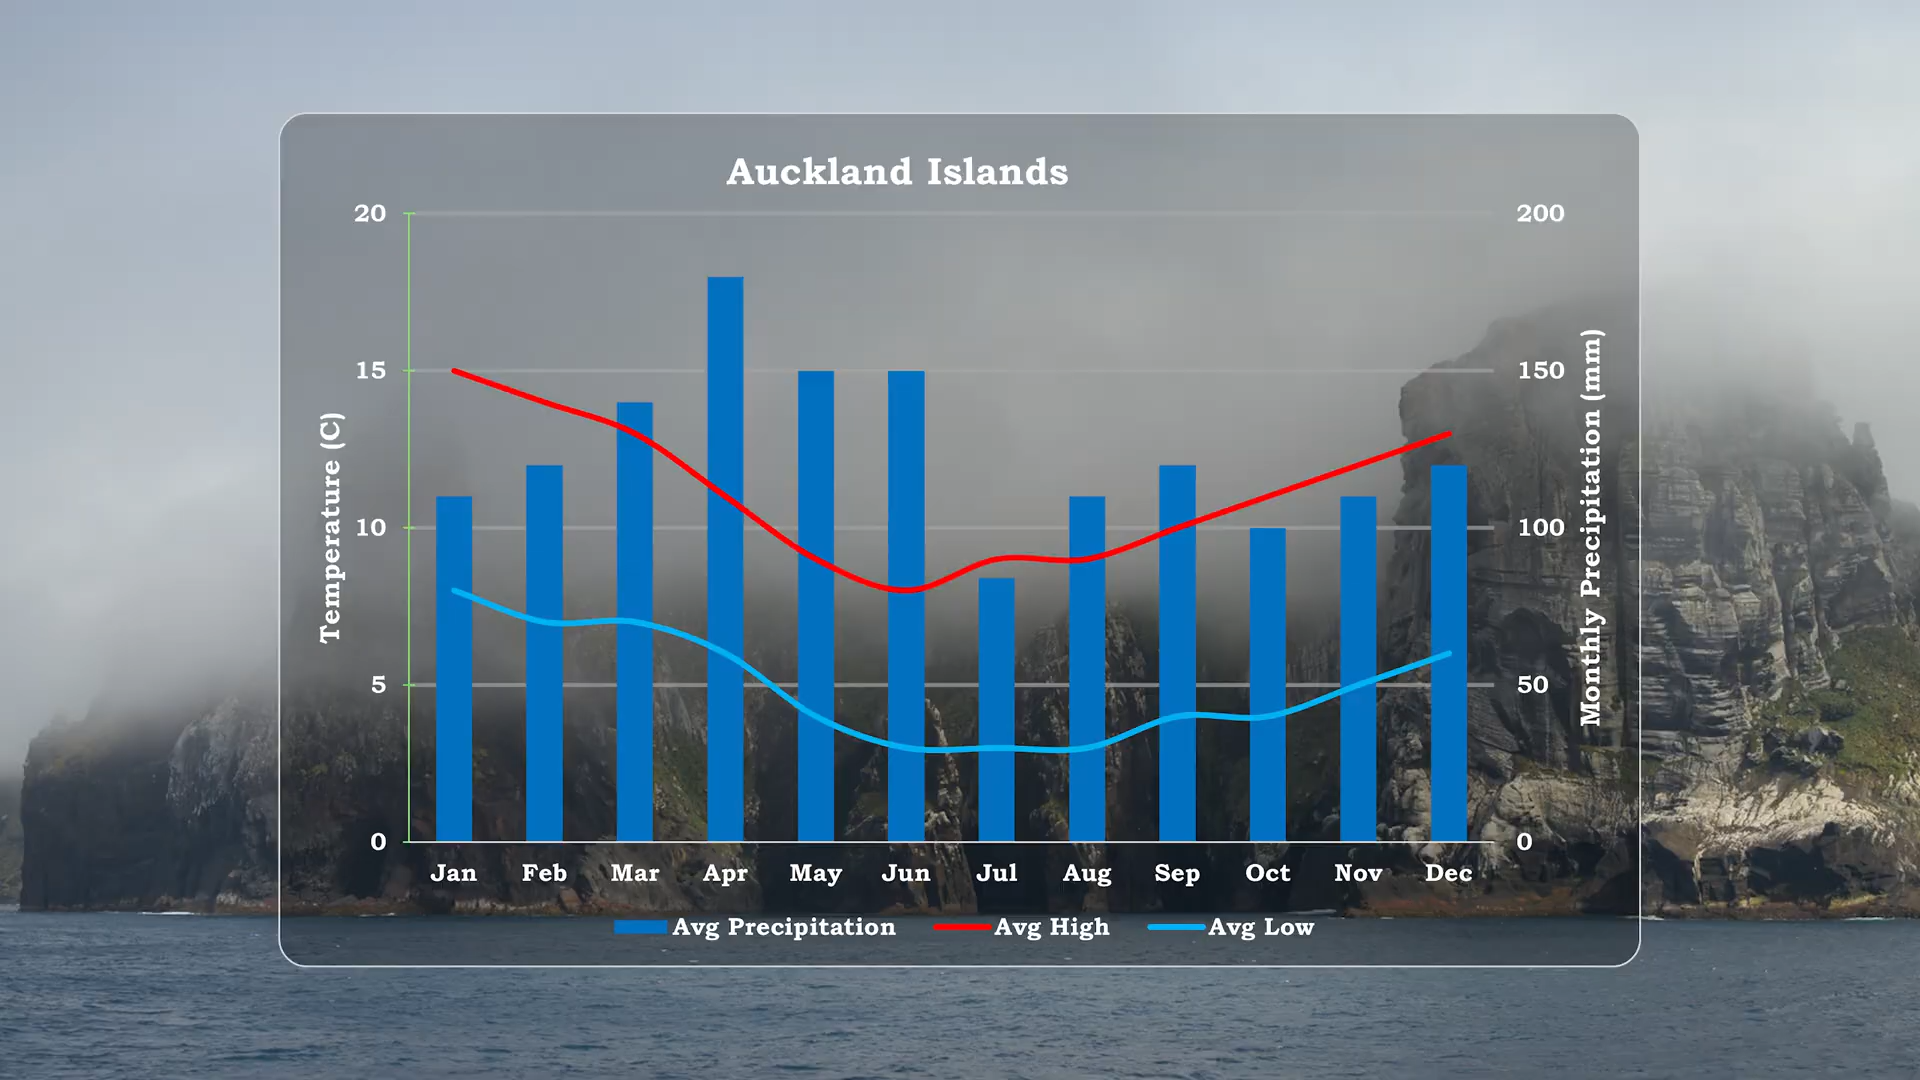 Auckland Islands
20
200
15
150
10
100
5
50
0
0
Temperature (C)
Monthly Precipitation (mm)
Jan Feb Mar Apr May Jun Jul Aug Sep Oct Nov Dec
Avg Precipitation Avg High Avg Low